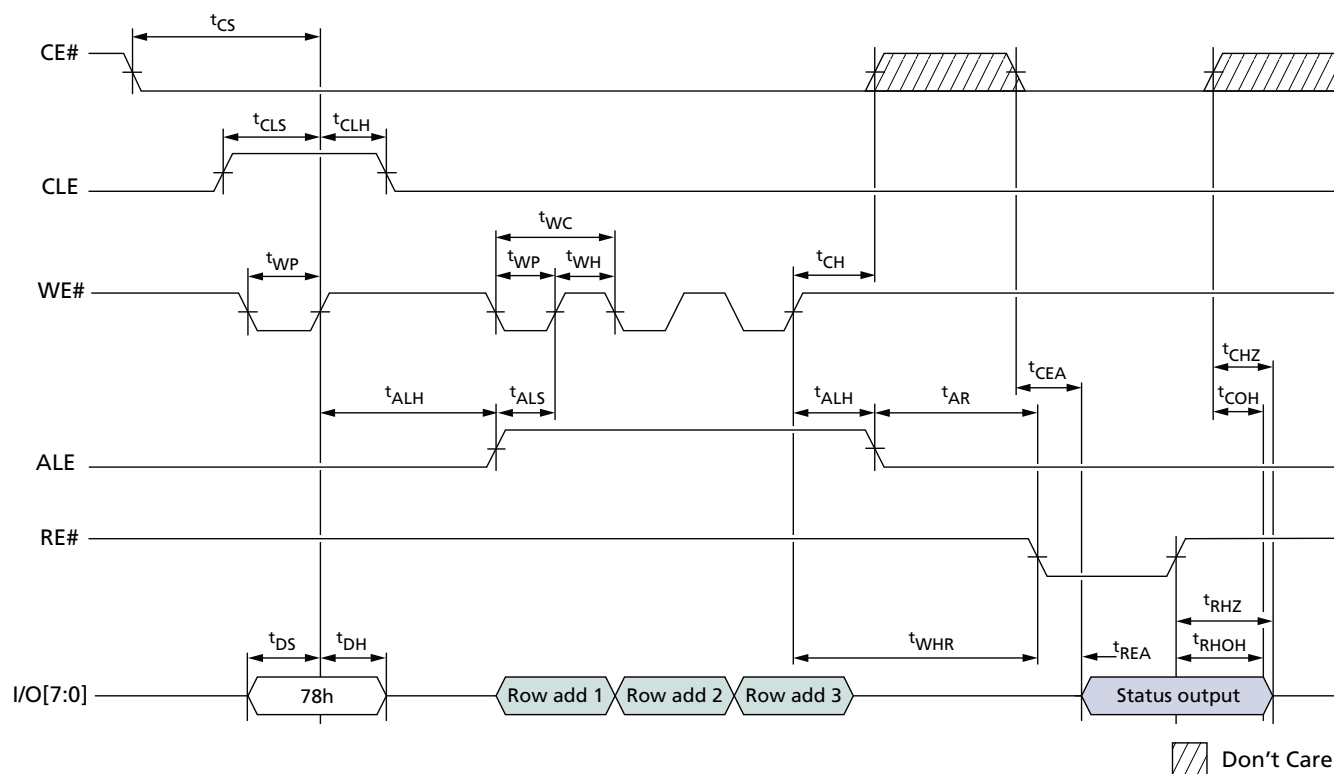 tCS
CE#
tCLS tCLH
CLE
tWC
tWP tWP tWH tCH
WE#
tCHZ
tCEA
tALH tALS tALH tAR tCOH
ALE
RE#
tRHZ
tDS tDH tWHR tREA tRHOH
I/O[7:0] 78h Row add 1 Row add 2 Row add 3 Status output
Don't Care